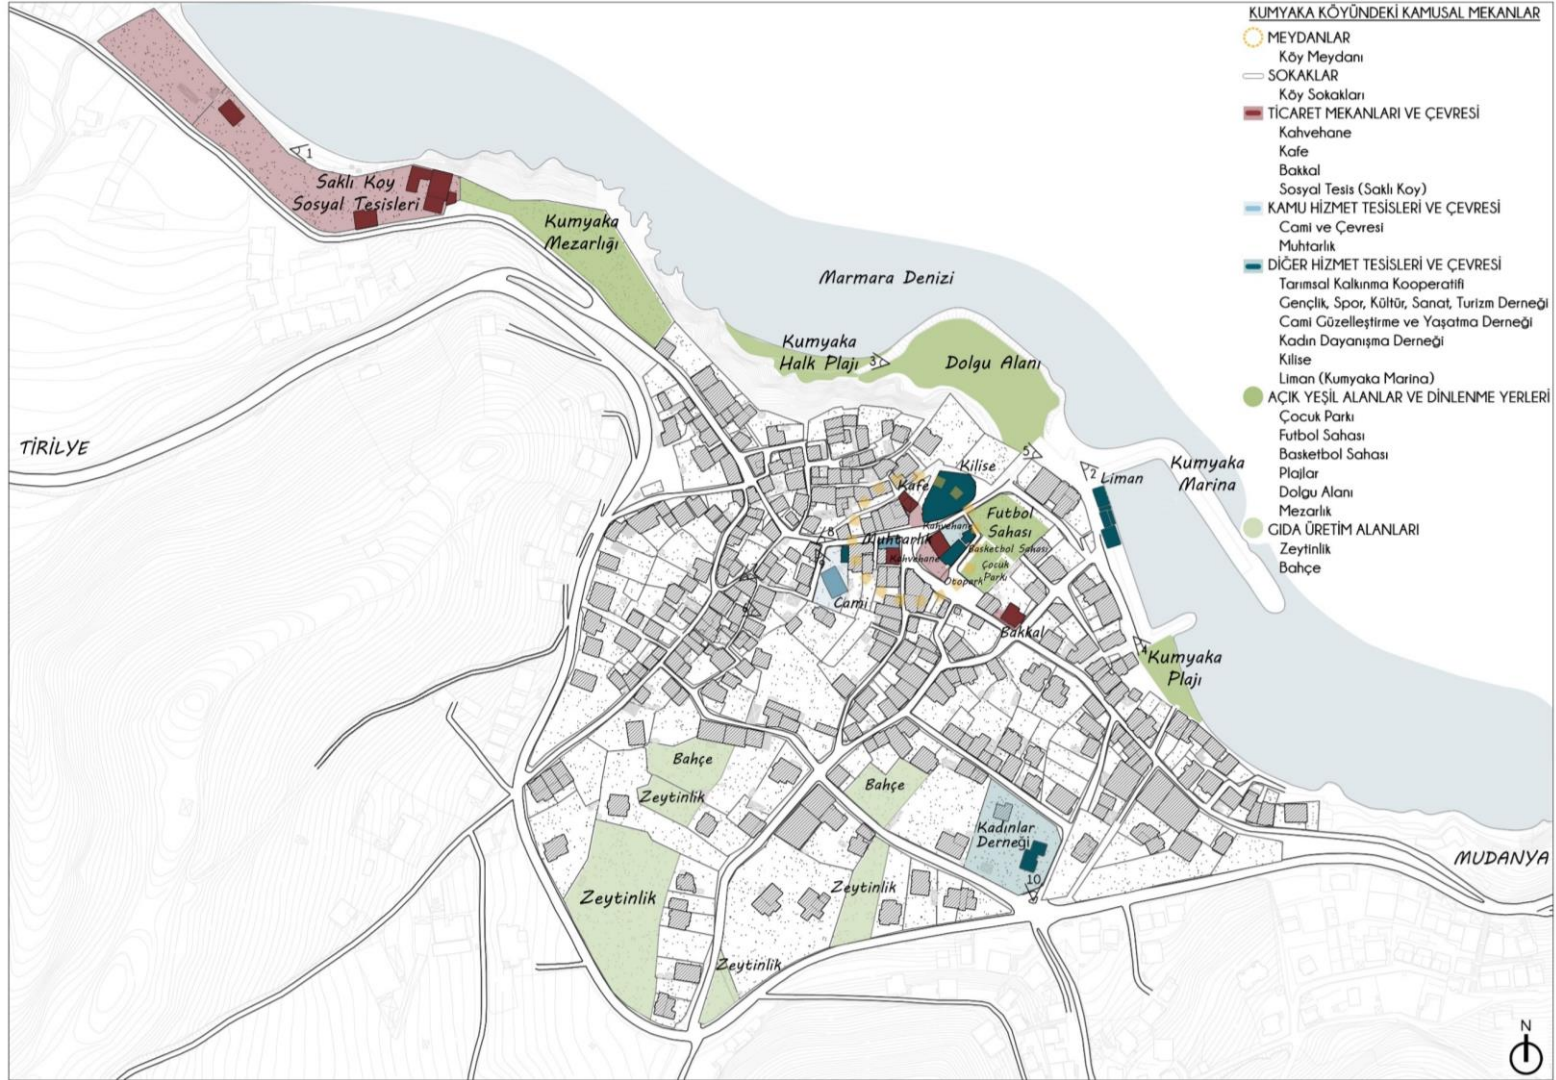 KUMYAKA KÖYÜNDEKİ KAMUSAL MEKANLAR
MEYDANLAR
Köy Meydanı
SOKAKLAR
Köy Sokakları
TİCARET MEKANLARI VE ÇEVRESİ
Kahvehane
Kafe
Bakkal
Sosyal Tesis (Saklı Koy)
KAMU HİZMET TESİSLERİ VE ÇEVRESİ
Cami ve Çevresi
Muhtarlık
DİĞER HİZMET TESİSLERİ VE ÇEVRESİ
Tarımsal Kalkınma Kooperatifi
Gençlik, Spor, Kültür, Sanat, Turizm Derneği
Cami Güzelleştirme ve Yaşatma Derneği
Kadın Dayanışma Derneği
Kilise
Liman (Kumyaka Marina)
AÇIK YEŞİL ALANLAR VE DİNLENME YERLERİ
Çocuk Parkı
Futbol Sahası
Basketbol Sahası
Plajlar
Dolgu Alanı
Mezarlık
GIDA ÜRETİM ALANLARI
Zeytinlik
Bahçe
1
Saklı Koy
Sosyal Tesisleri
Kumyaka
Mezarlığı
Marmara Denizi
Kumyaka
Halk Plajı
3
Dolgu Alanı
TİRİLYE
5
2
Liman
Kumyaka
Marina
Kilise
Kafe
Kahvehane
Futbol
Sahası
8
Muhtarlık
Kahvehane
Basketbol Sahası
Çocuk
Parkı
Otopark
9
7
6
Cami
Bakkal
4
Kumyaka
Plajı
Bahçe
Zeytinlik
Bahçe
Kadınlar
Derneği
10
MUDANYA
Zeytinlik
Zeytinlik
Zeytinlik
N